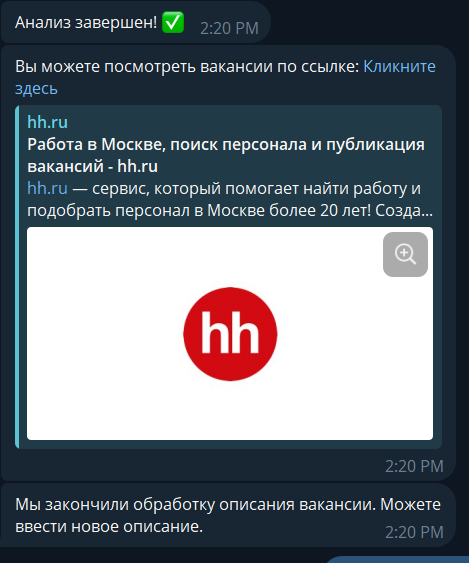 Анализ завершен! ✅ 2:20 PM
Вы можете посмотреть вакансии по ссылке: Кликните
здесь
hh.ru
Работа в Москве, поиск персонала и публикация
вакансий - hh.ru
hh.ru — сервис, который помогает найти работу и
подобрать персонал в Москве более 20 лет! Созда...
hh
2:20 PM
Мы закончили обработку описания вакансии. Можете
ввести новое описание. 2:20 PM